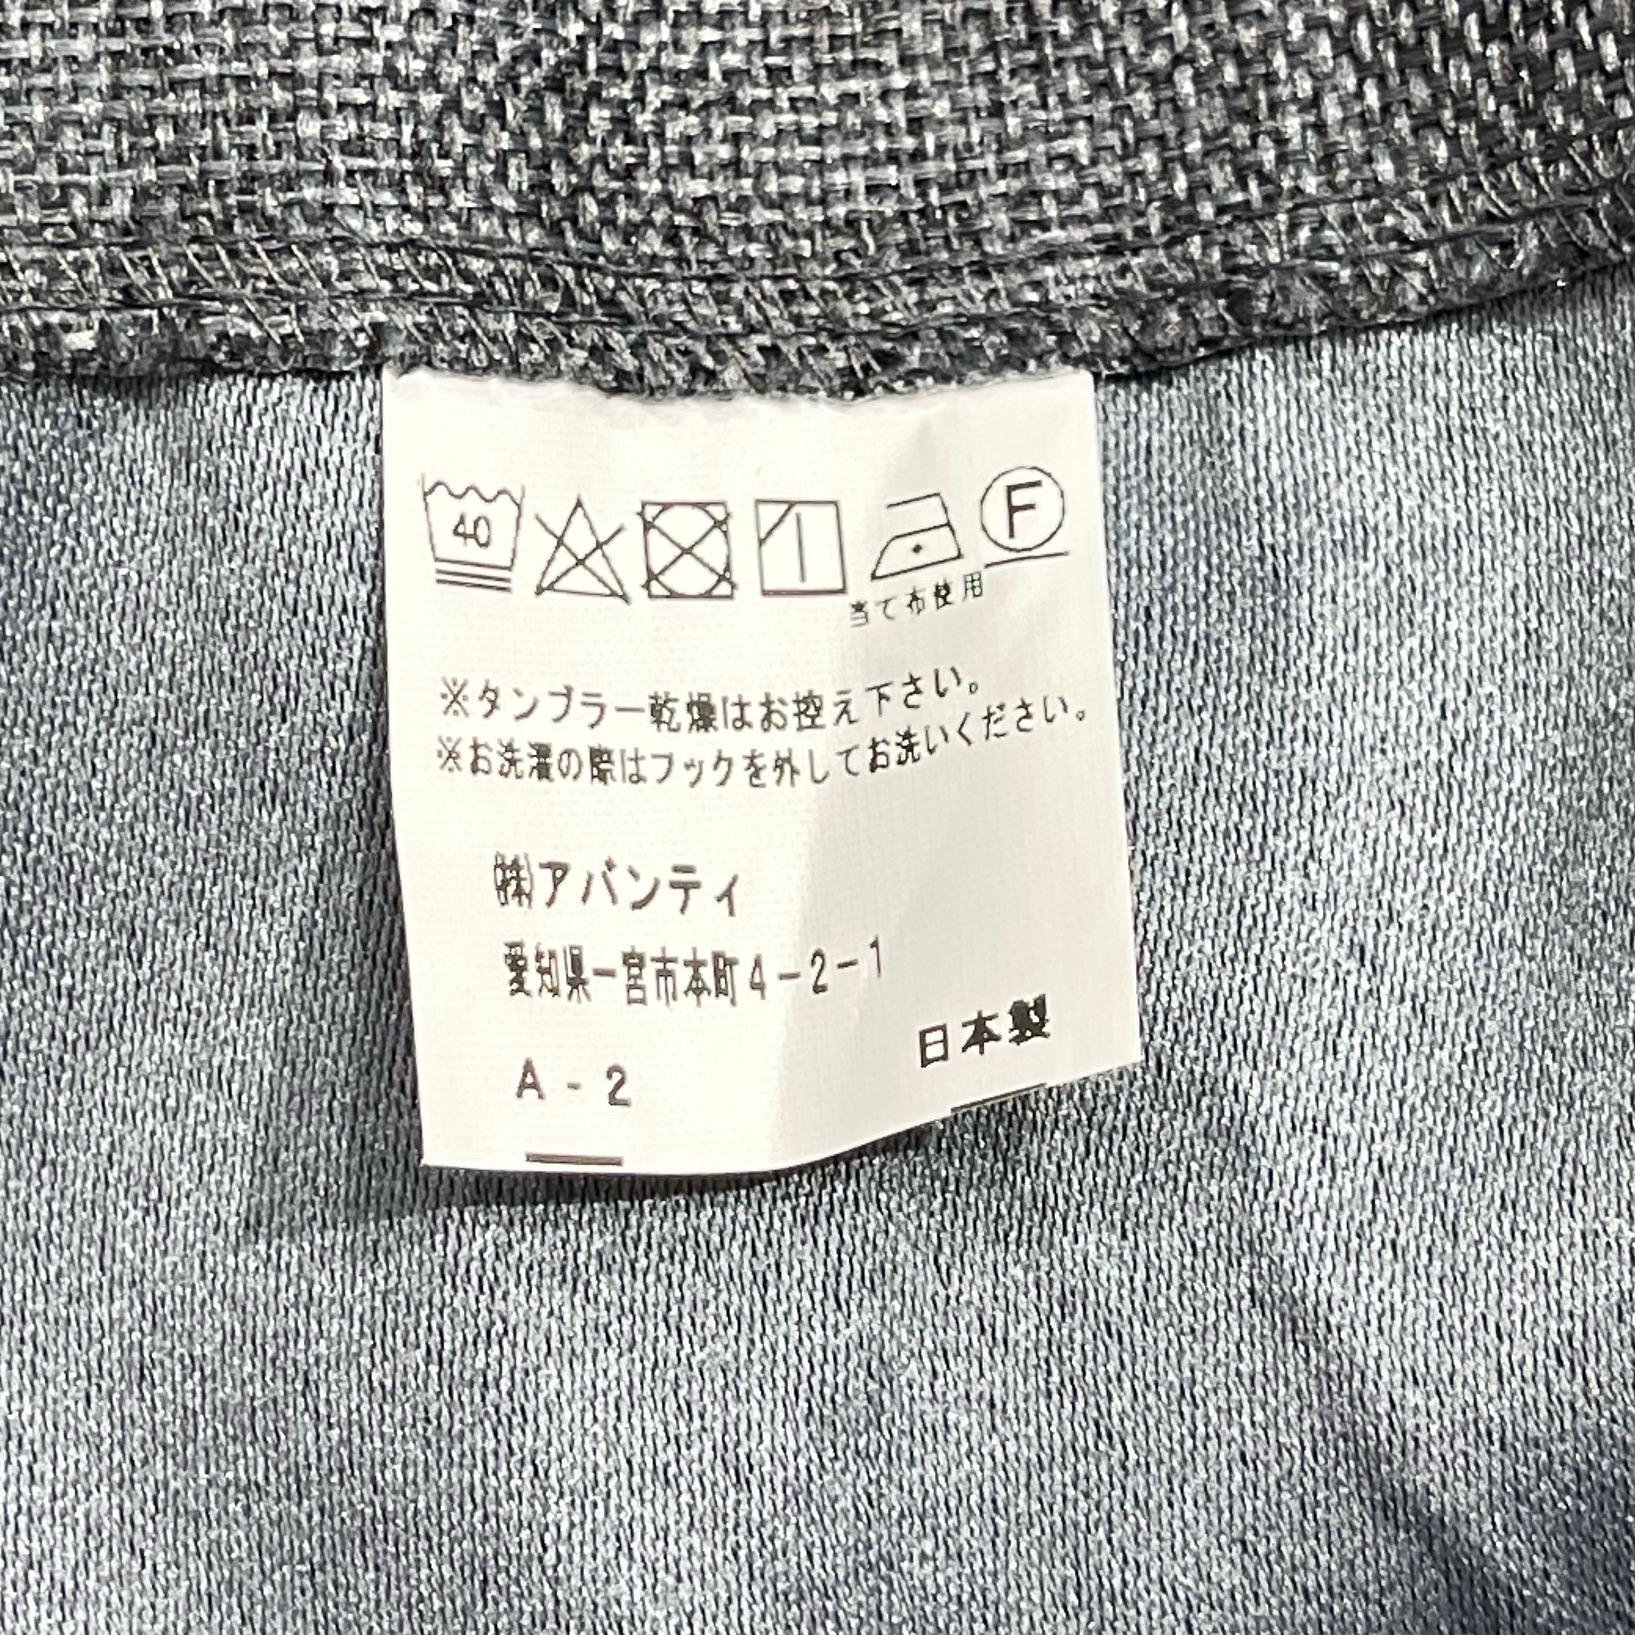 40
F
当て布使用
※タンブラー乾燥はお控え下さい。
※お洗濯の際はフックを外してお洗いください。
㈱アバンティ
愛知県一宮市本町4-2-1
日本製
A-2